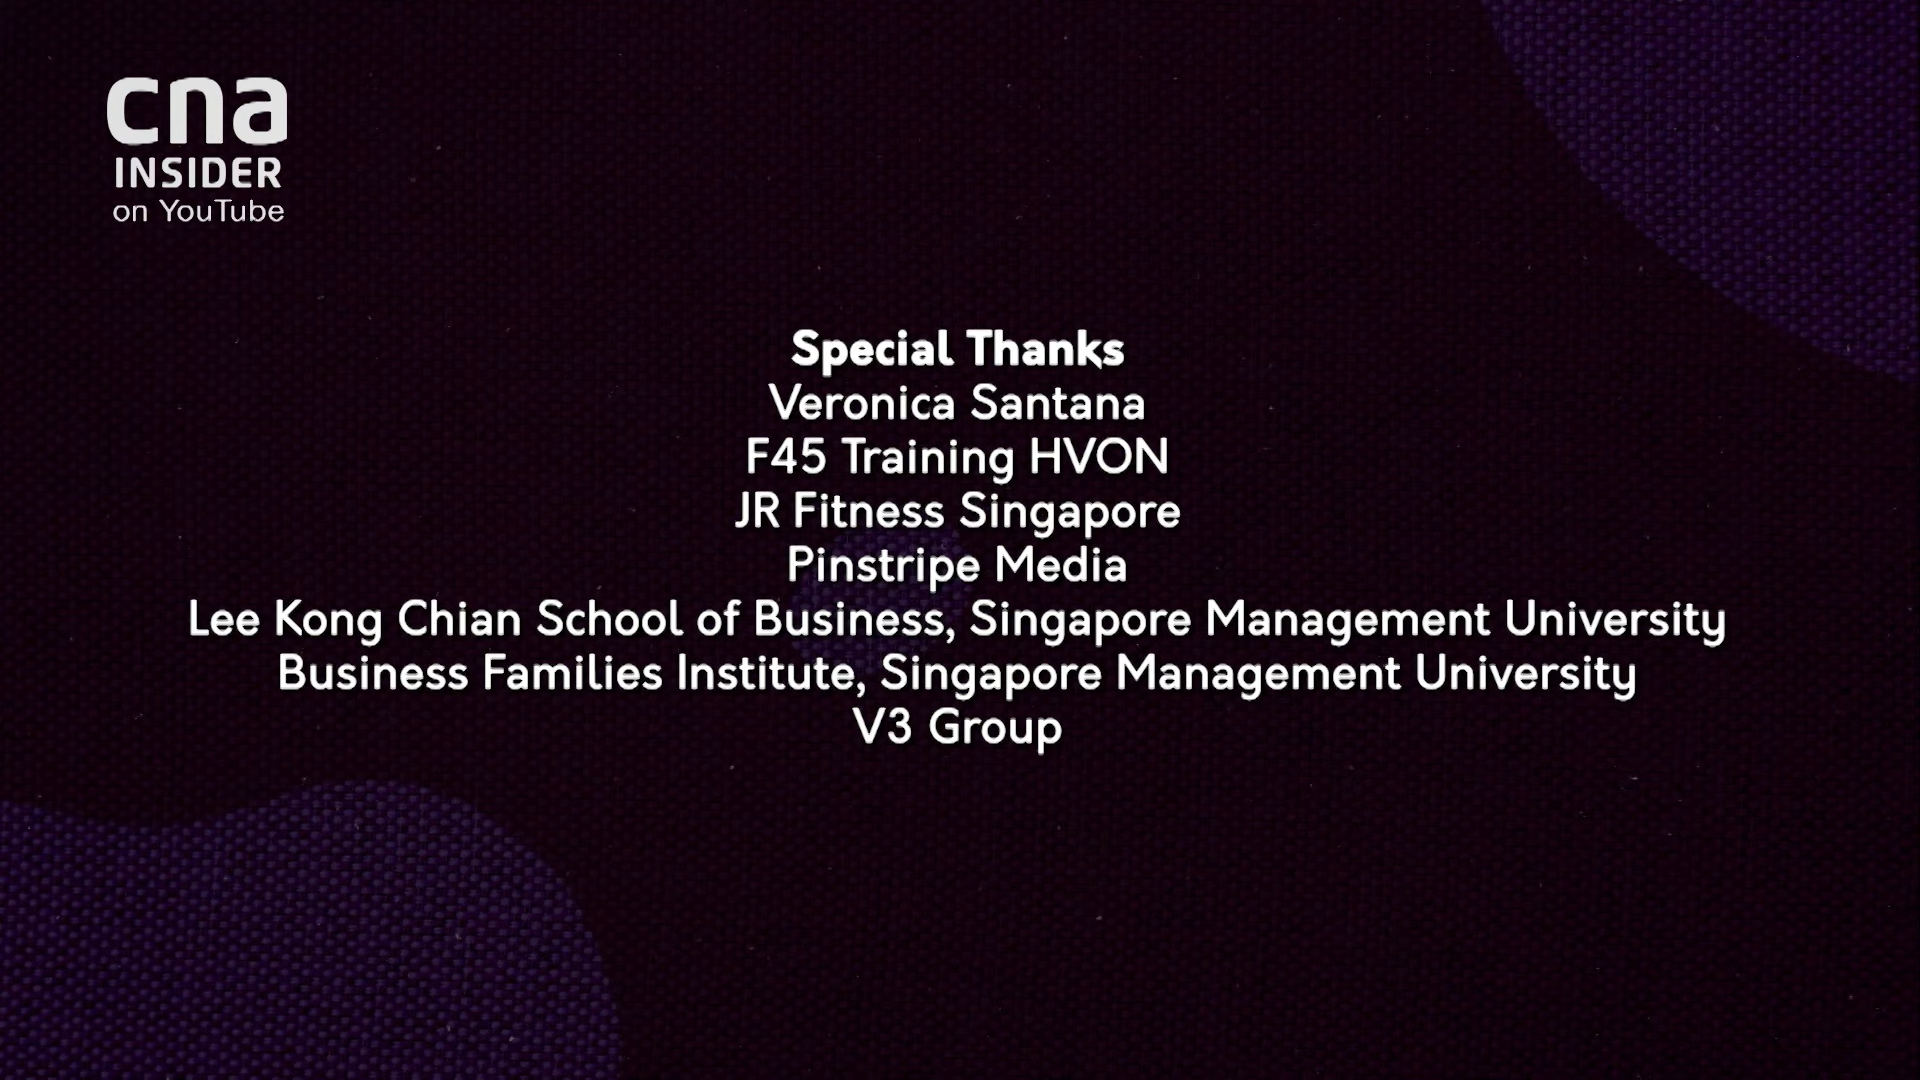 cna
INSIDER
on YouTube
Special Thanks
Veronica Santana
F45 Training HVON
JR Fitness Singapore
Pinstripe Media
Lee Kong Chian School of Business, Singapore Management University
Business Families Institute, Singapore Management University
V3 Group